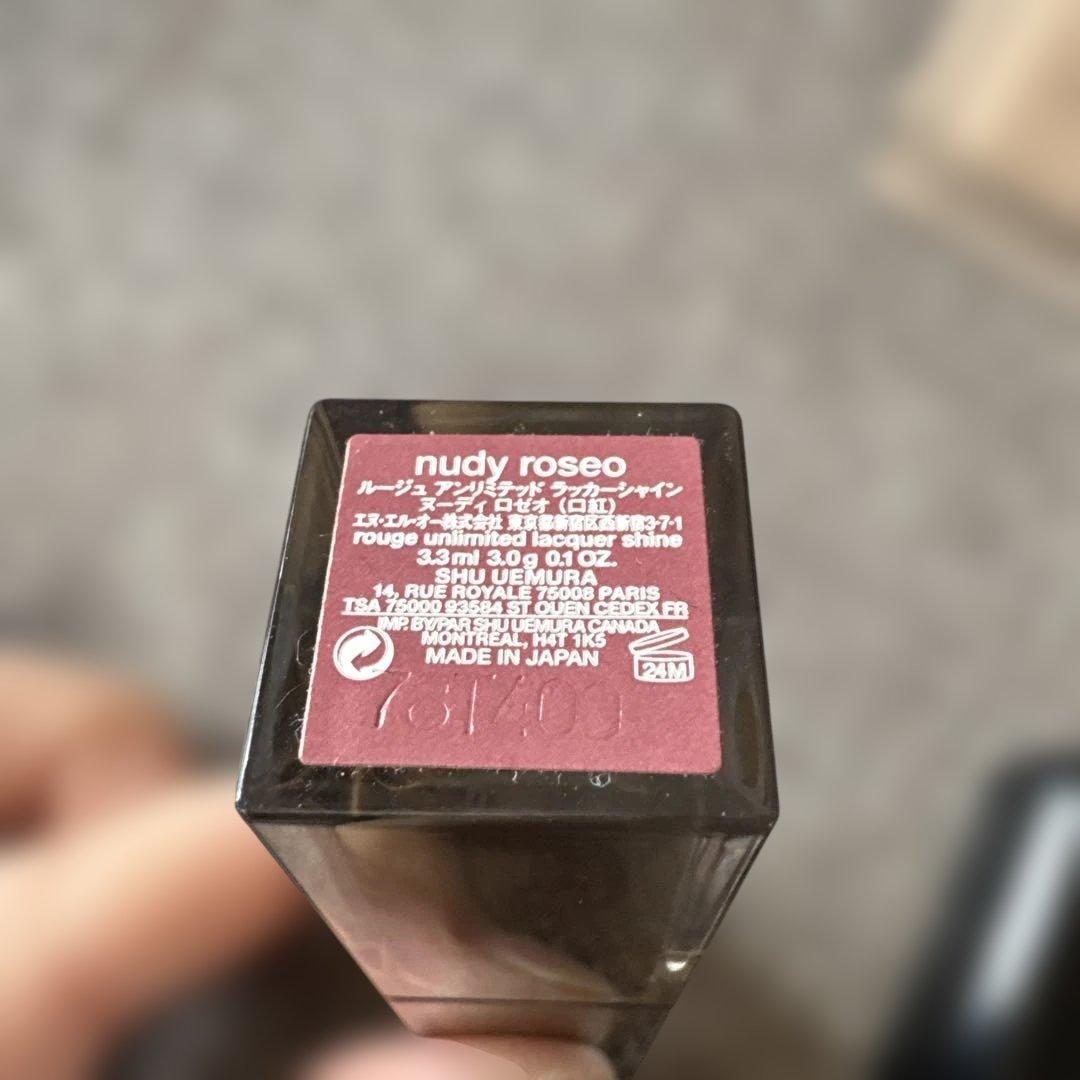 nudy roseo
ルージュ アンリミテッド ラッカーシャイン
ヌーディ ロゼオ（口紅）
エヌ・エル・オー株式会社 東京都新宿区西新宿3-7-1
rouge unlimited lacquer shine
3.3 ml 3.0 g 0.1 OZ.
SHU UEMURA
14, RUE ROYALE 75008 PARIS
TSA 75000 93584 ST OUEN CEDEX FR
IMP. BY/PAR SHU UEMURA CANADA
MONTRÉAL, H4T 1K5
MADE IN JAPAN
24M